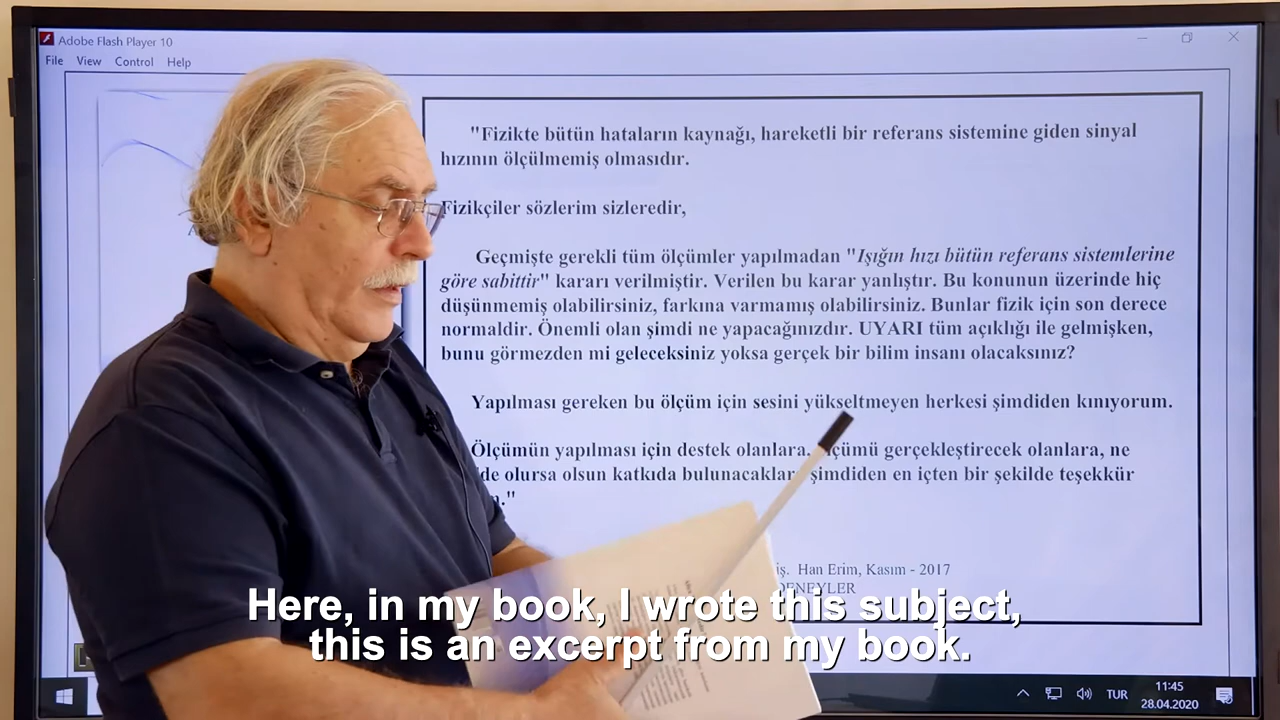 Adobe Flash Player 10
File View Control Help
"Fizikte bütün hataların kaynağı, hareketli bir referans sistemine giden sinyal
hızının ölçülmemiş olmasıdır.
Fizikçiler sözlerim sizleredir,
Geçmişte gerekli tüm ölçümler yapılmadan "Işığın hızı bütün referans sistemlerine
göre sabittir" kararı verilmiştir. Verilen bu karar yanlıştır. Bu konunun üzerinde hiç
düşünmemiş olabilirsiniz, farkına varmamış olabilirsiniz. Bunlar fizik için son derece
normaldir. Önemli olan şimdi ne yapacağınızdır. UYARI tüm açıklığı ile gelmişken,
bunu görmezden mi geleceksiniz yoksa gerçek bir bilim insanı olacaksınız?
Yapılması gereken bu ölçüm için sesini yükseltmeyen herkesi şimdiden kınıyorum.
Ölçümün yapılması için destek olanlara, gerçekleştirecek olanlara, ne
olursa olsun katkıda bulunacaklara şimdiden en içten bir şekilde teşekkür
Han Erim, Kasım - 2017
DENEYLER
Here, in my book, I wrote this subject,
this is an excerpt from my book.
TUR
11:45
28.04.2020